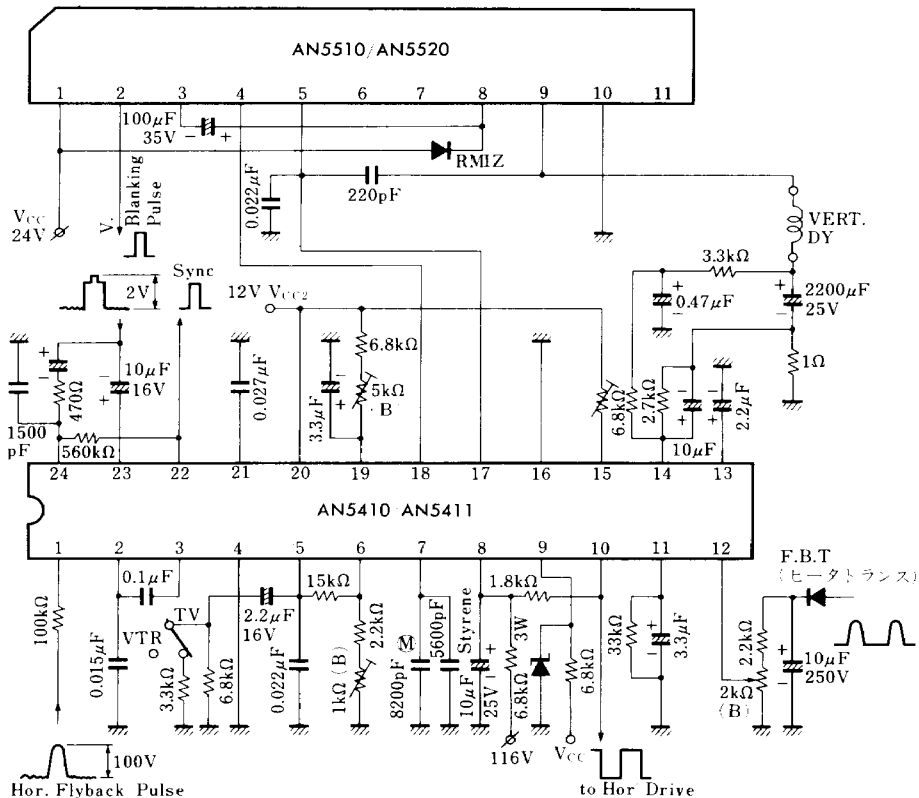 AN5510/AN5520
1 2 3 4 5 6 7 8 9 10 11
100μF
35V
− +
RMIZ
V. Blanking Pulse
0.022μF
220pF
VCC
24V
VERT.
DY
Sync
2V
3.3kΩ
12V VCC2
+
0.47μF
−
+
2200μF
25V
6.8kΩ
1Ω
+
−
470Ω
−
10μF
16V
+
0.027μF
3.3μF
−
+
5kΩ
B
6.8kΩ
2.7kΩ
−
+
10μF
−
+
2.2μF
1500
pF
560kΩ
24 23 22 21 20 19 18 17 16 15 14 13
AN5410 AN5411
1 2 3 4 5 6 7 8 9 10 11 12
F.B.T
(ヒータトランス)
100kΩ
0.1μF
TV
VTR
0.015μF
3.3kΩ
6.8kΩ
2.2μF
16V
15kΩ
0.022μF
2.2kΩ
1kΩ (B)
M
8200pF
5600pF
Styrene
10μF
25V
+
1.8kΩ
3W
6.8kΩ
6.8kΩ
33kΩ
+
−
3.3μF
2.2kΩ
2kΩ
(B)
+
10μF
−
250V
116V
VCC
100V
Hor. Flyback Pulse
to Hor Drive